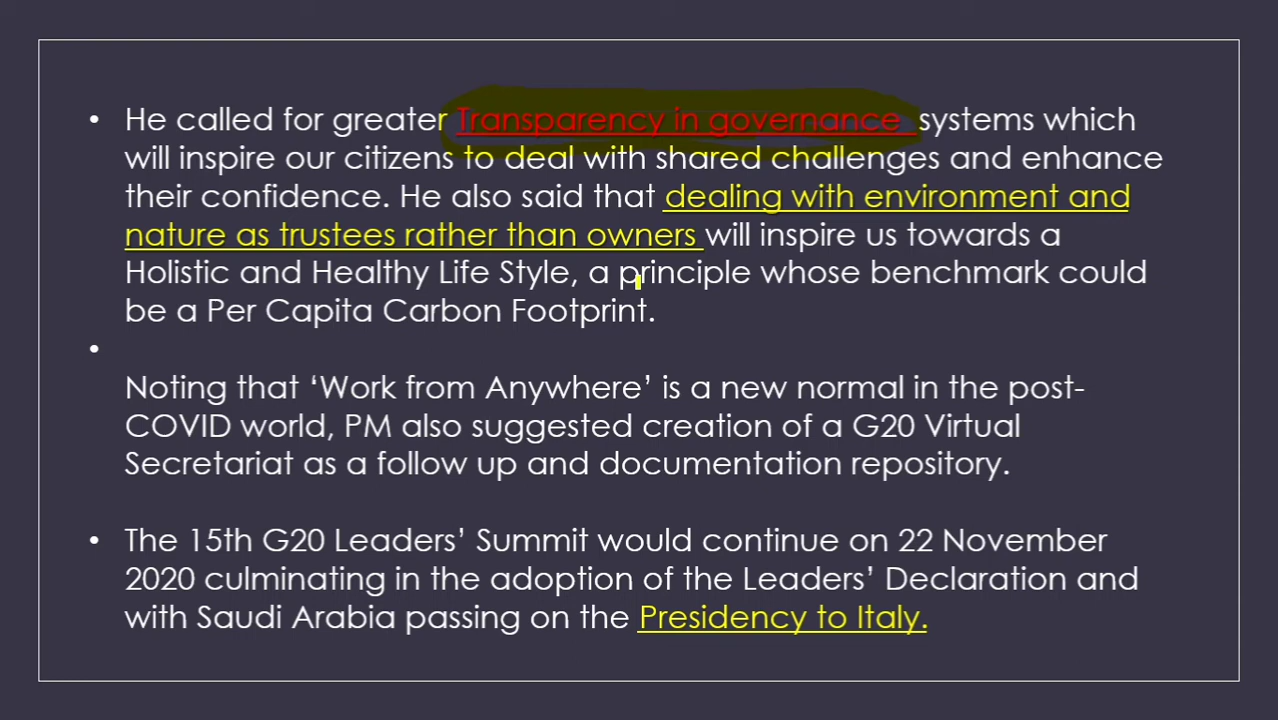 • He called for greater Transparency in governance systems which
will inspire our citizens to deal with shared challenges and enhance
their confidence. He also said that dealing with environment and
nature as trustees rather than owners will inspire us towards a
Holistic and Healthy Life Style, a principle whose benchmark could
be a Per Capita Carbon Footprint.
•
Noting that ‘Work from Anywhere’ is a new normal in the post-
COVID world, PM also suggested creation of a G20 Virtual
Secretariat as a follow up and documentation repository.
• The 15th G20 Leaders’ Summit would continue on 22 November
2020 culminating in the adoption of the Leaders’ Declaration and
with Saudi Arabia passing on the Presidency to Italy.